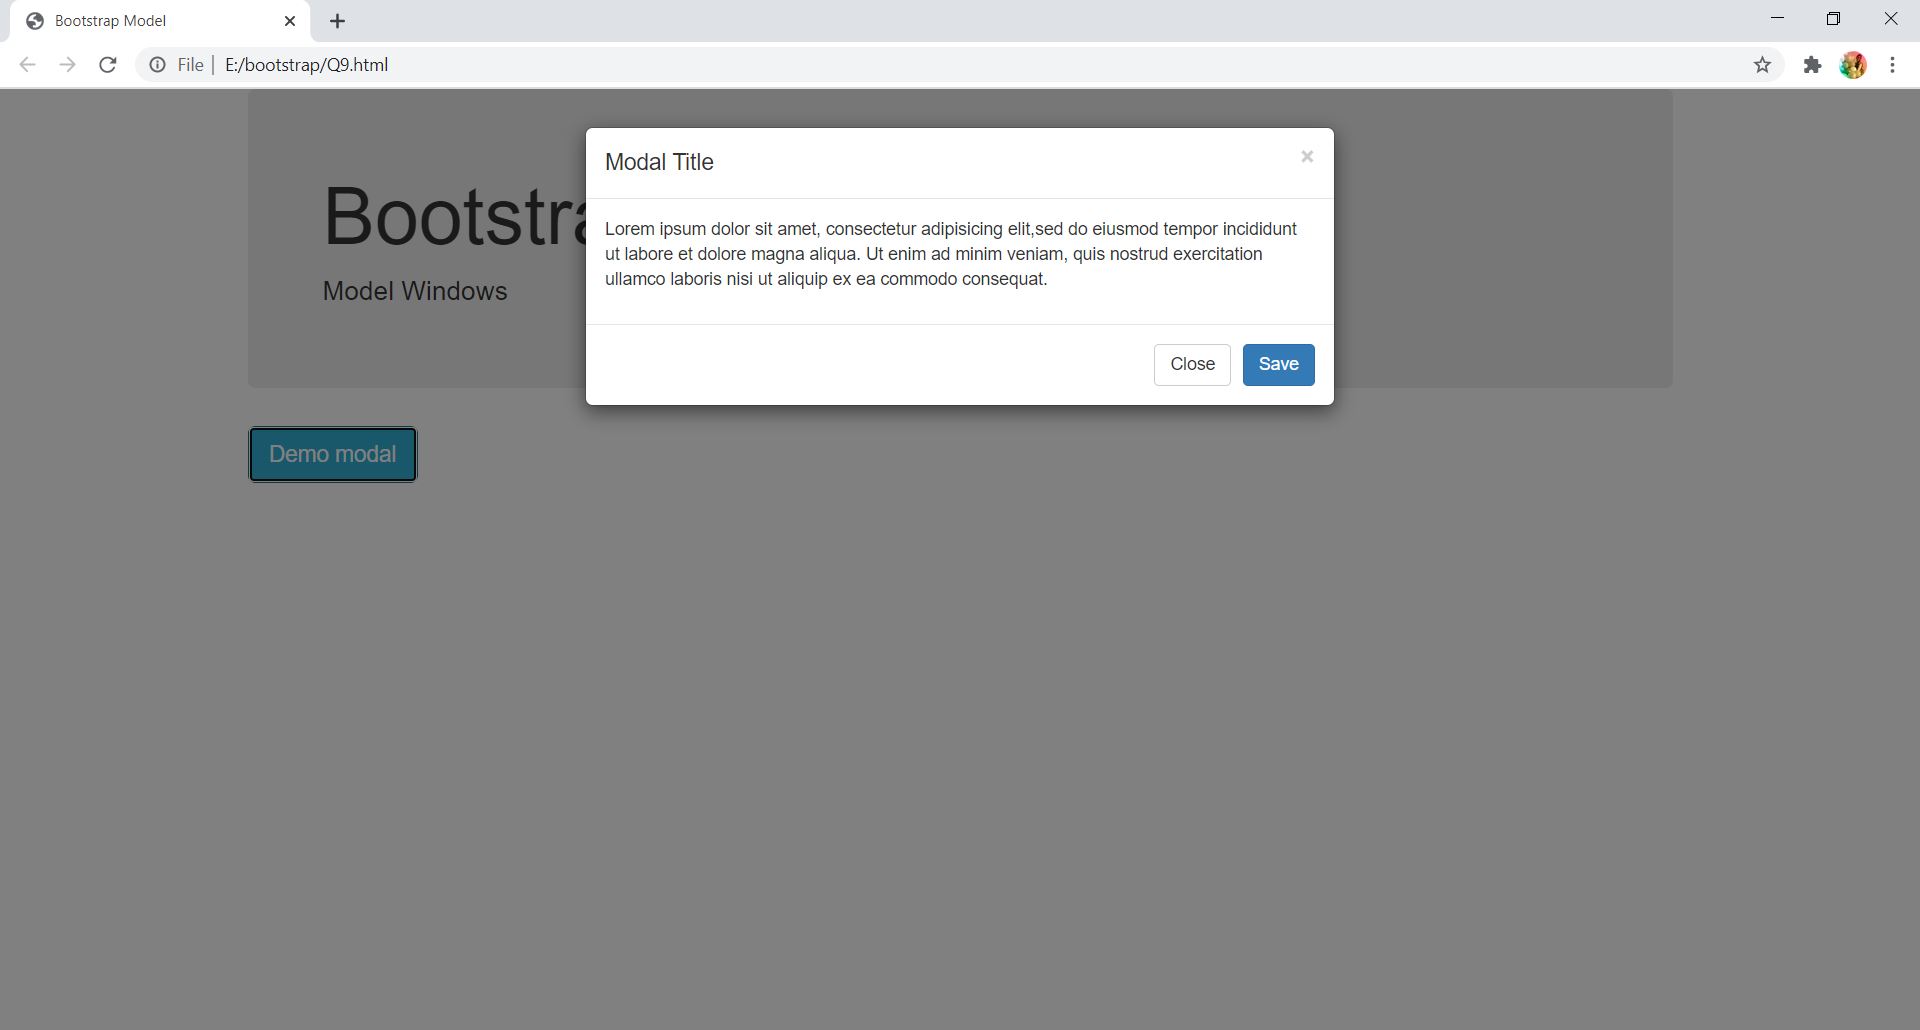 Bootstrap Model
File E:/bootstrap/Q9.html
Modal Title
×
Bootstra
Model Windows
Lorem ipsum dolor sit amet, consectetur adipisicing elit,sed do eiusmod tempor incididunt
ut labore et dolore magna aliqua. Ut enim ad minim veniam, quis nostrud exercitation
ullamco laboris nisi ut aliquip ex ea commodo consequat.
Close Save
Demo modal